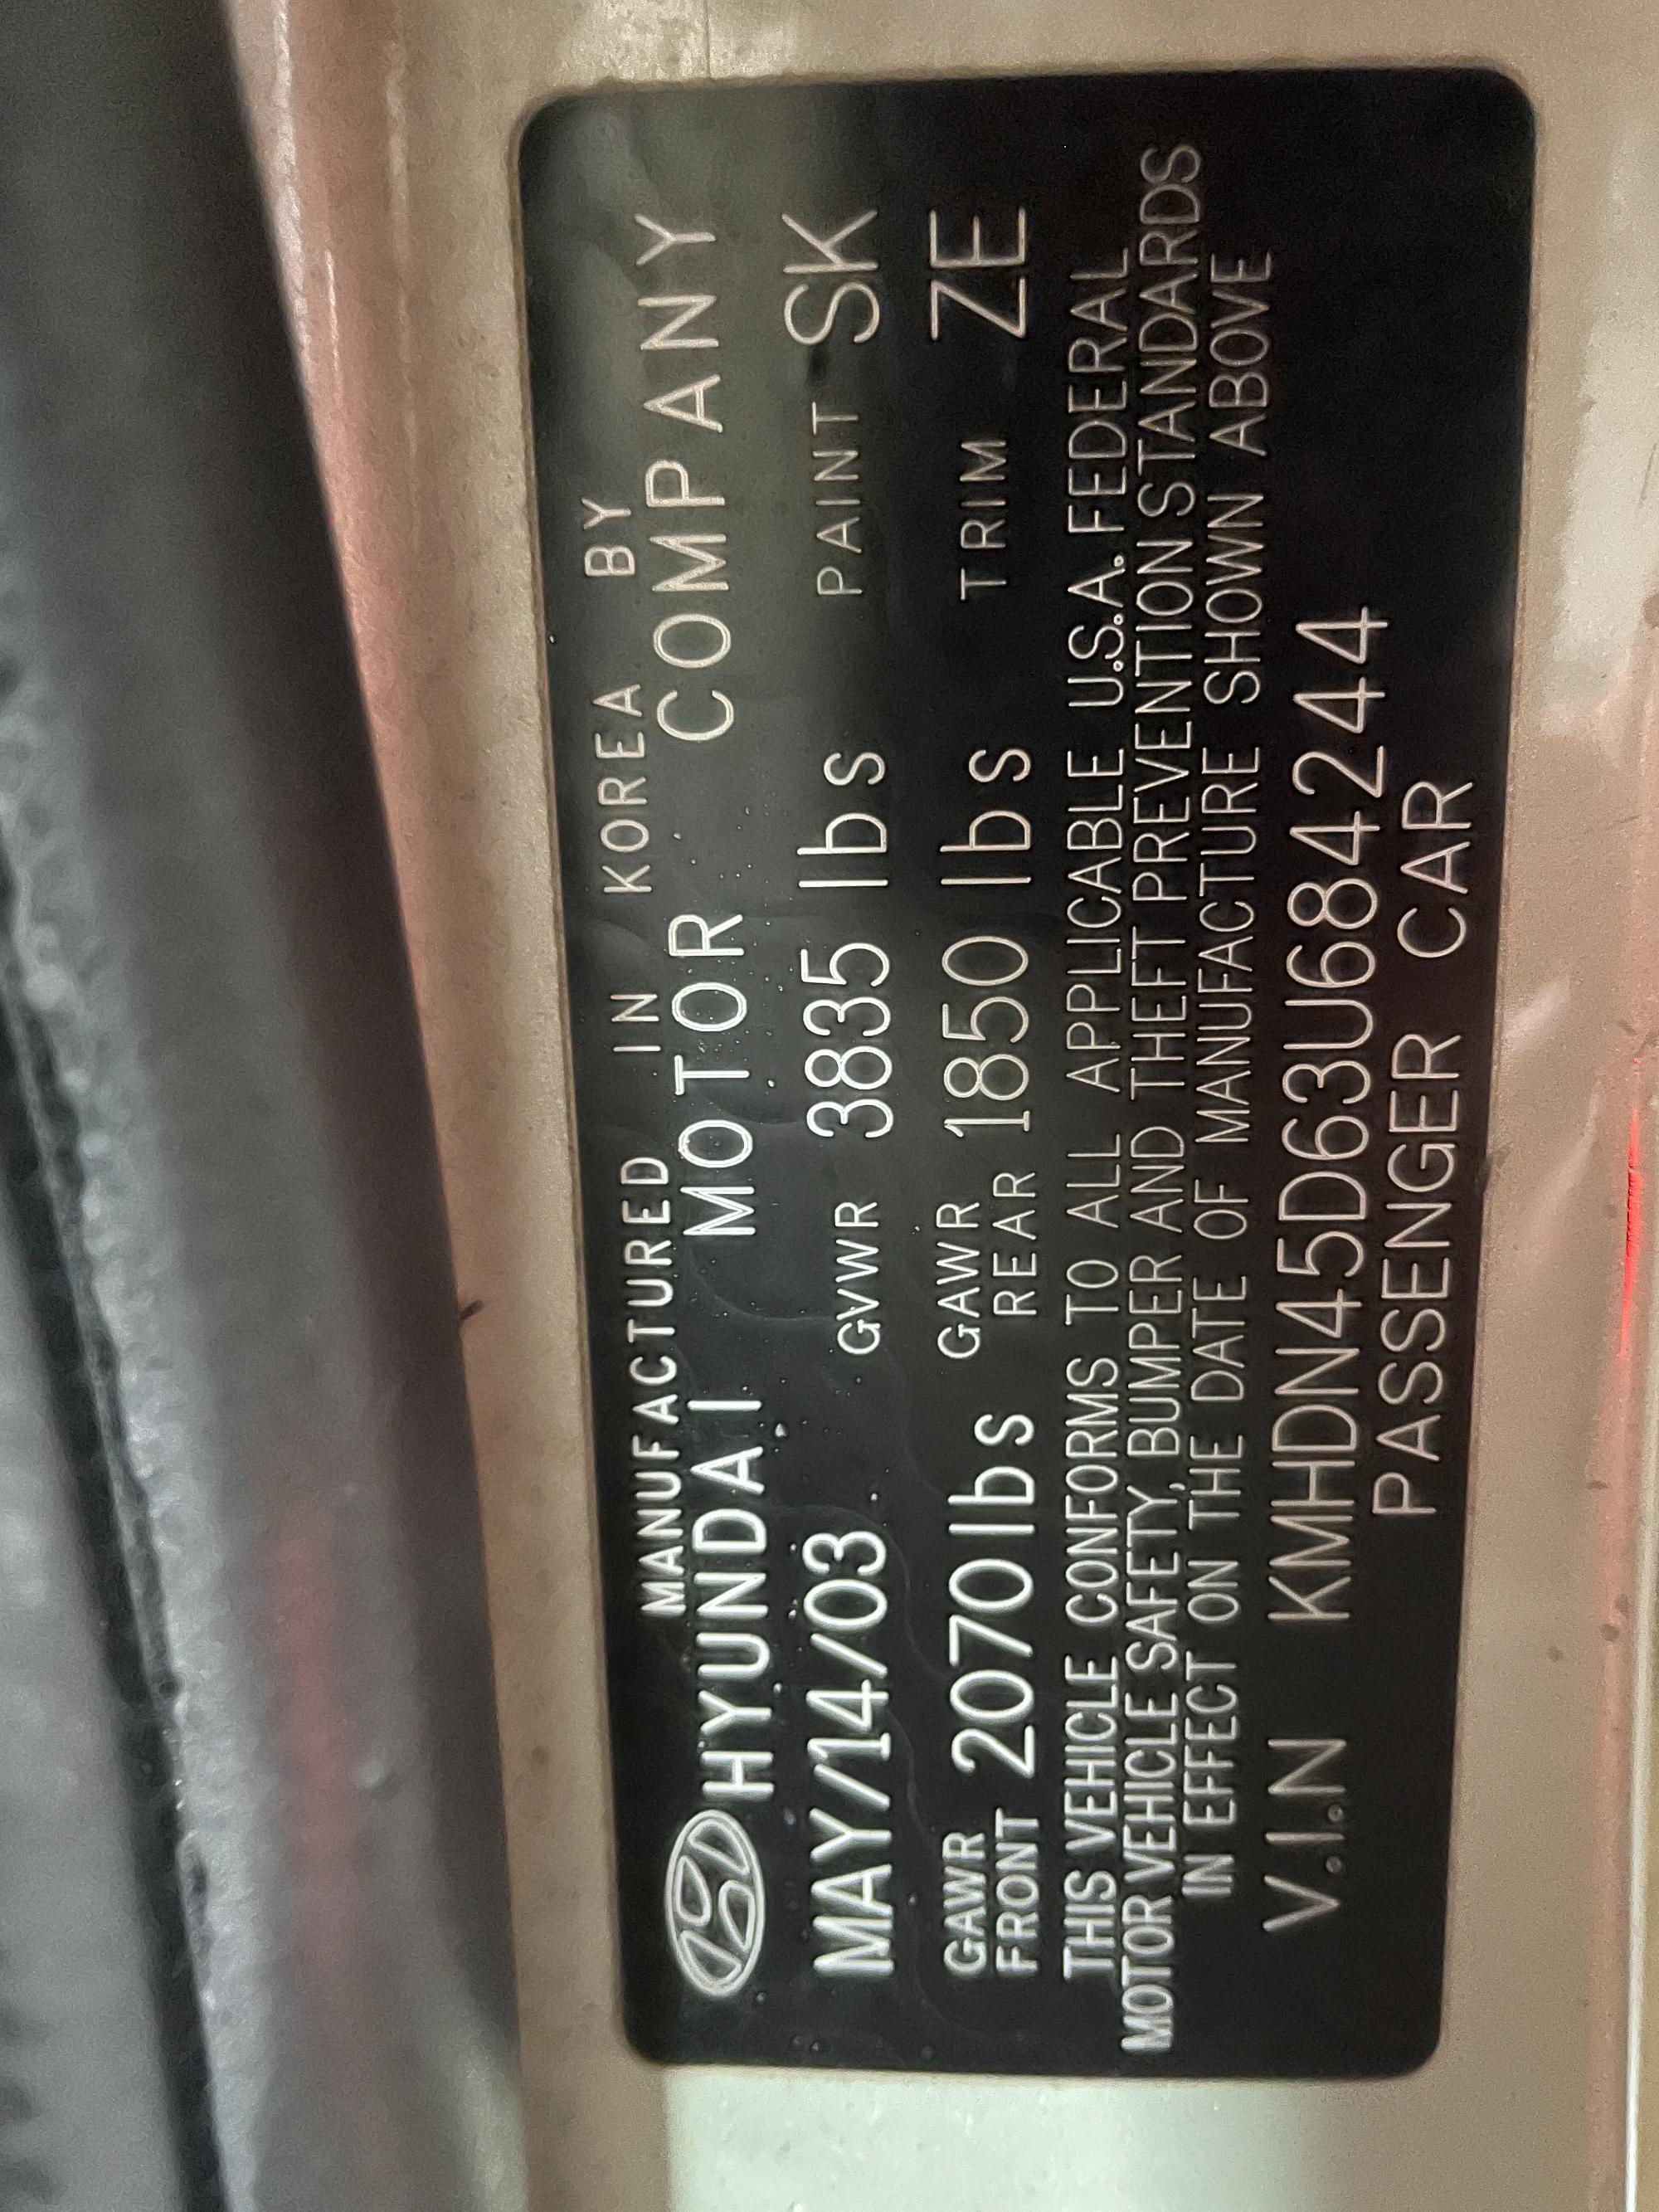 MANUFACTURED IN KOREA BY
HYUNDAI MOTOR COMPANY
MAY/14/03 GVWR 3835 lbs PAINT SK
GAWR FRONT 2070 lbs GAWR REAR 1850 lbs TRIM ZE
THIS VEHICLE CONFORMS TO ALL APPLICABLE U.S.A. FEDERAL
MOTOR VEHICLE SAFETY, BUMPER AND THEFT PREVENTION STANDARDS
IN EFFECT ON THE DATE OF MANUFACTURE SHOWN ABOVE
V.I.N KMHDN45D63U684244
PASSENGER CAR